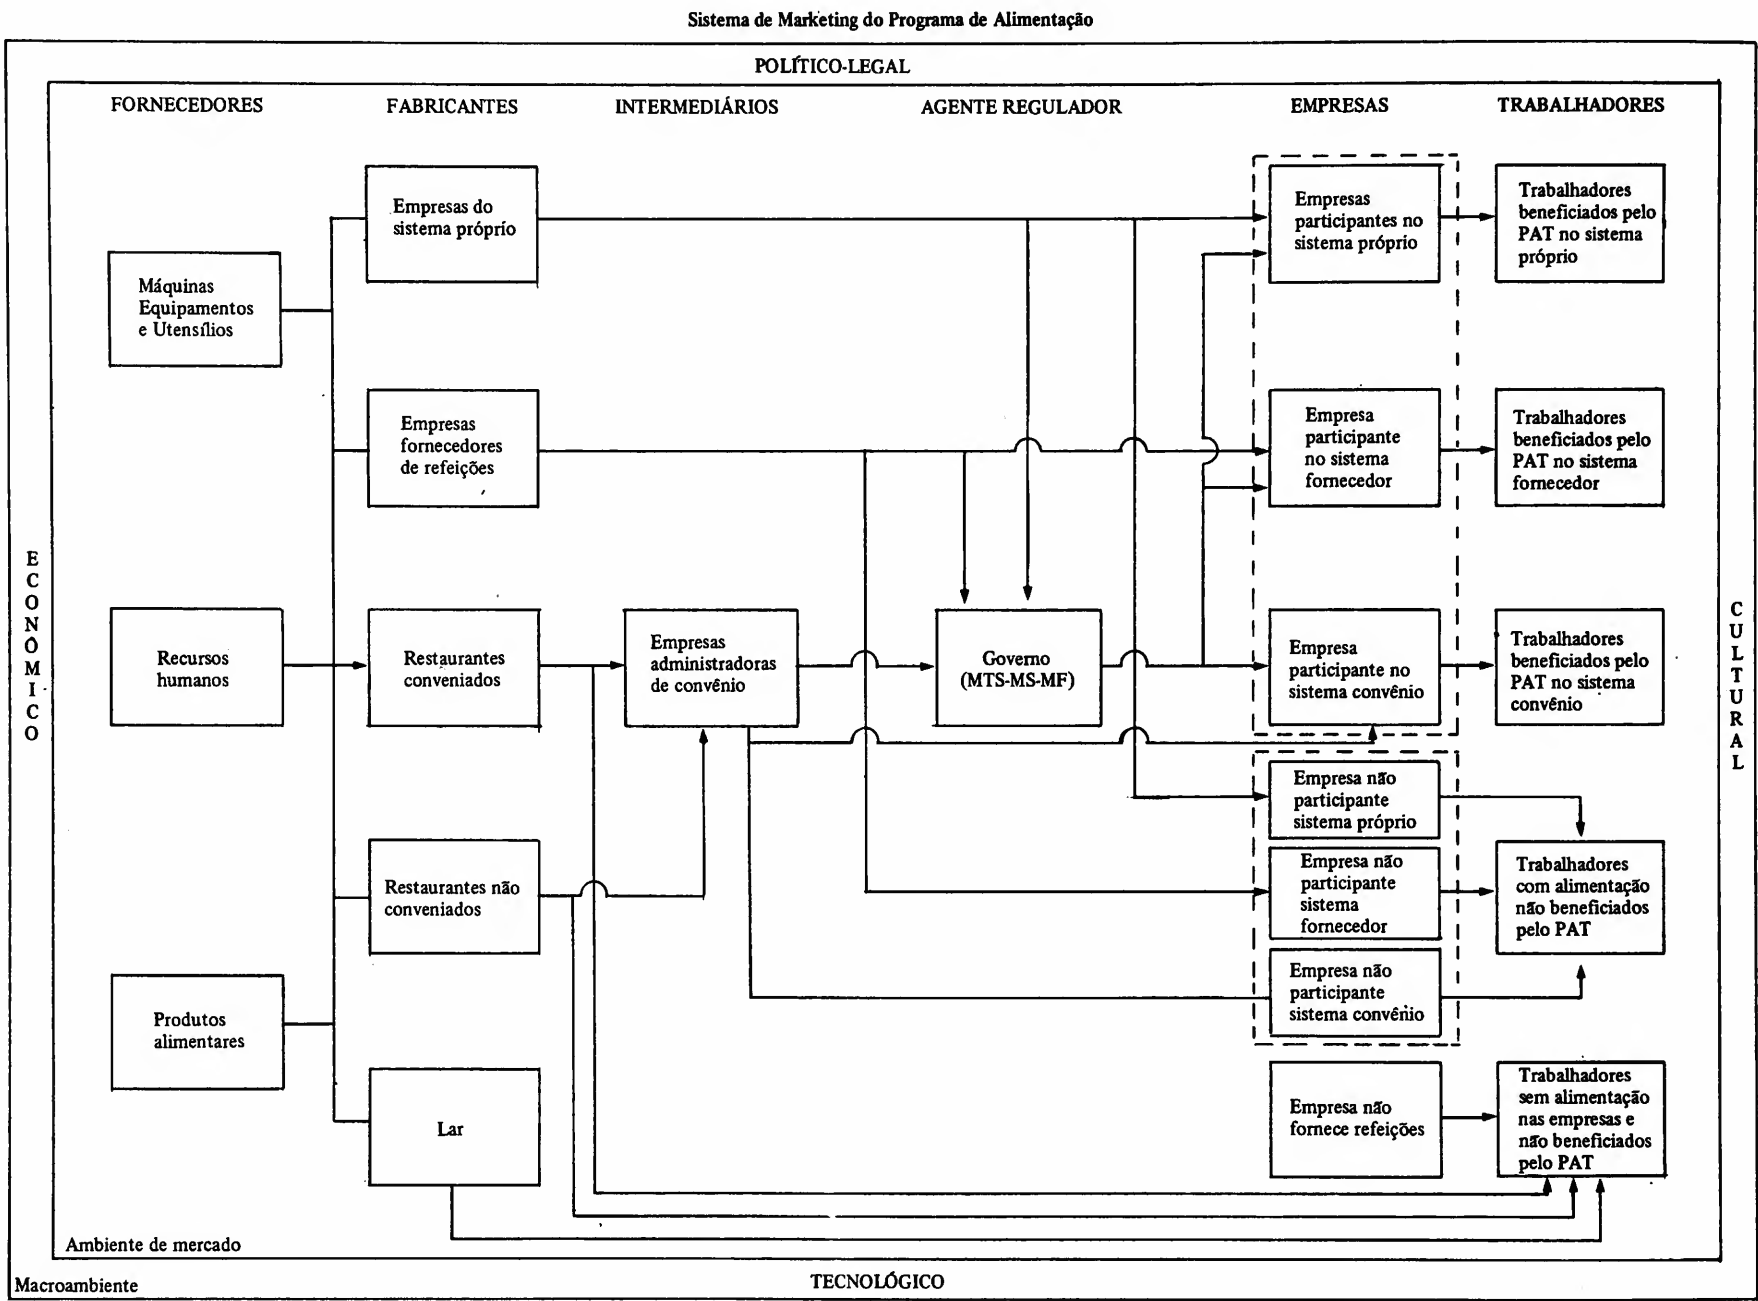 Sistema de Marketing do Programa de Alimentação
POLÍTICO-LEGAL
FORNECEDORES
FABRICANTES
INTERMEDIÁRIOS
AGENTE REGULADOR
EMPRESAS
TRABALHADORES
Máquinas
Equipamentos
e Utensílios
Recursos
humanos
Produtos
alimentares
Empresas do
sistema próprio
Empresas
fornecedores
de refeições
Restaurantes
conveniados
Restaurantes não
conveniados
Lar
Empresas
administradoras
de convênio
Governo
(MTS-MS-MF)
Empresas
participantes no
sistema próprio
Empresa
participante
no sistema
fornecedor
Empresa
participante no
sistema convênio
Empresa não
participante
sistema próprio
Empresa não
participante
sistema
fornecedor
Empresa não
participante
sistema convênio
Empresa não
fornece refeições
Trabalhadores
beneficiados pelo
PAT no sistema
próprio
Trabalhadores
beneficiados pelo
PAT no sistema
fornecedor
Trabalhadores
beneficiados pelo
PAT no sistema
convênio
Trabalhadores
com alimentação
não beneficiados
pelo PAT
Trabalhadores
sem alimentação
nas empresas e
não beneficiados
pelo PAT
ECONÔMICO
CULTURAL
Ambiente de mercado
Macroambiente
TECNOLÓGICO